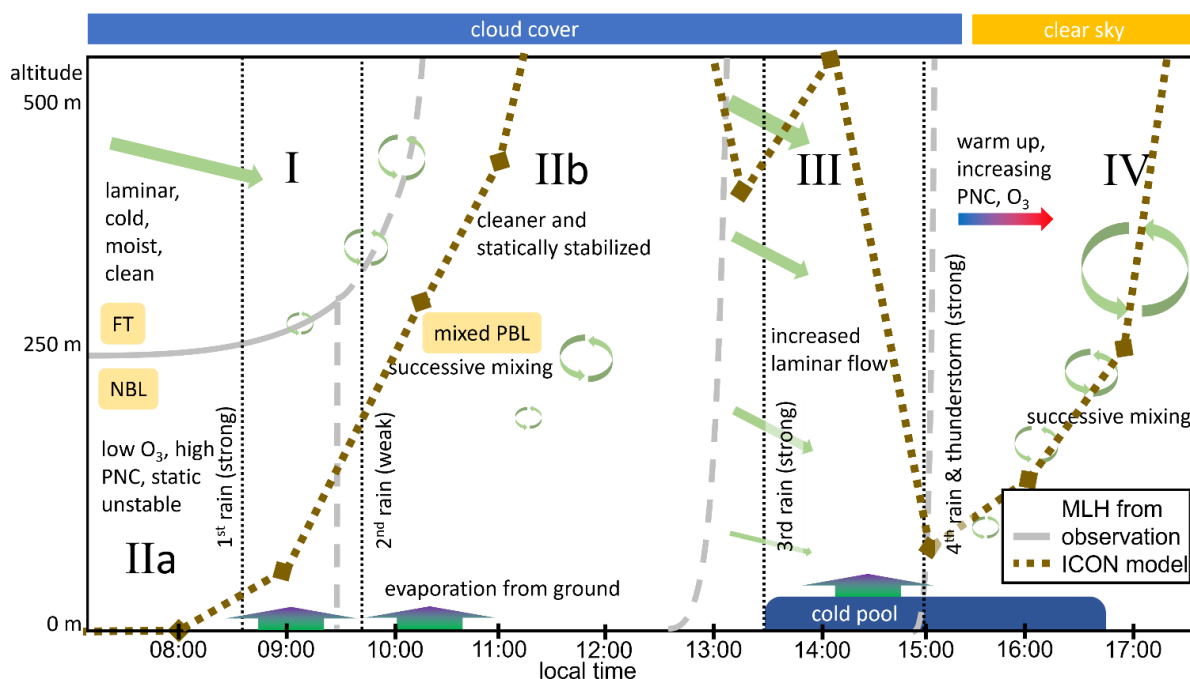 cloud cover
clear sky
altitude
500 m
250 m
0 m
I
laminar,
cold,
moist,
clean
FT
NBL
low O₃, high
PNC, static
unstable
IIa
1st rain (strong)
2nd rain (weak)
IIb
cleaner and
statically stabilized
mixed PBL
successive mixing
evaporation from ground
III
increased
laminar flow
3rd rain (strong)
cold pool
4th rain & thunderstorm (strong)
warm up,
increasing
PNC, O₃
IV
successive mixing
MLH from
observation
ICON model
08:00
09:00
10:00
11:00
12:00
13:00
14:00
15:00
16:00
17:00
local time